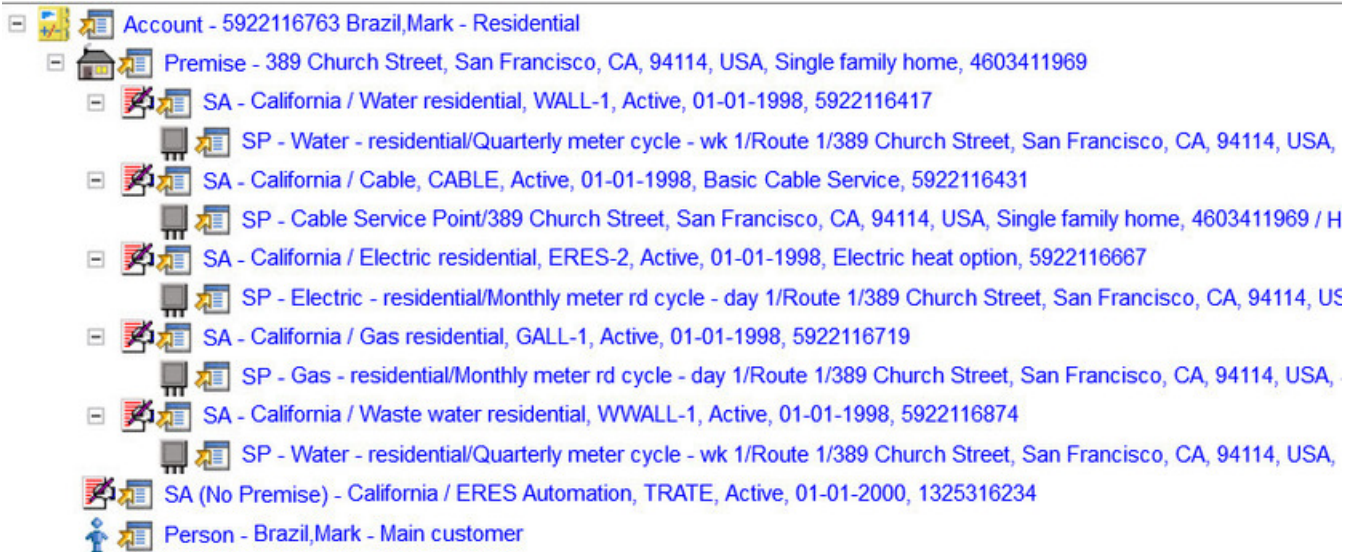 Account - 5922116763 Brazil,Mark - Residential
Premise - 389 Church Street, San Francisco, CA, 94114, USA, Single family home, 4603411969
SA - California / Water residential, WALL-1, Active, 01-01-1998, 5922116417
SP - Water - residential/Quarterly meter cycle - wk 1/Route 1/389 Church Street, San Francisco, CA, 94114, USA,
SA - California / Cable, CABLE, Active, 01-01-1998, Basic Cable Service, 5922116431
SP - Cable Service Point/389 Church Street, San Francisco, CA, 94114, USA, Single family home, 4603411969 / H
SA - California / Electric residential, ERES-2, Active, 01-01-1998, Electric heat option, 5922116667
SP - Electric - residential/Monthly meter rd cycle - day 1/Route 1/389 Church Street, San Francisco, CA, 94114, US
SA - California / Gas residential, GALL-1, Active, 01-01-1998, 5922116719
SP - Gas - residential/Monthly meter rd cycle - day 1/Route 1/389 Church Street, San Francisco, CA, 94114, USA,
SA - California / Waste water residential, WWALL-1, Active, 01-01-1998, 5922116874
SP - Water - residential/Quarterly meter cycle - wk 1/Route 1/389 Church Street, San Francisco, CA, 94114, USA,
SA (No Premise) - California / ERES Automation, TRATE, Active, 01-01-2000, 1325316234
Person - Brazil,Mark - Main customer